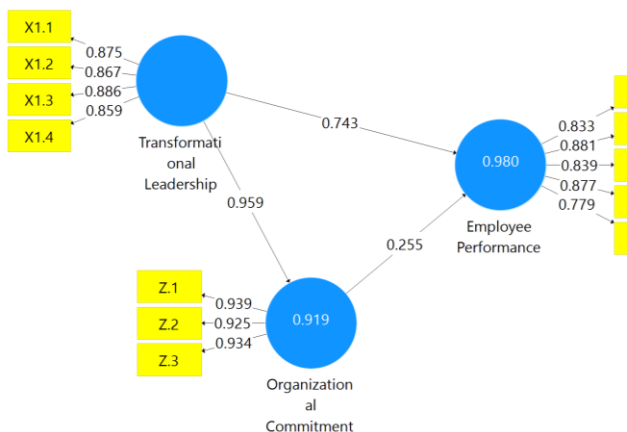 X1.1
X1.2
X1.3
X1.4
0.875
0.867
0.886
0.859
Transformati
onal
Leadership
0.743
0.959
0.255
0.980
Employee
Performance
0.833
0.881
0.839
0.877
0.779
Z.1
Z.2
Z.3
0.939
0.925
0.934
0.919
Organization
al
Commitment